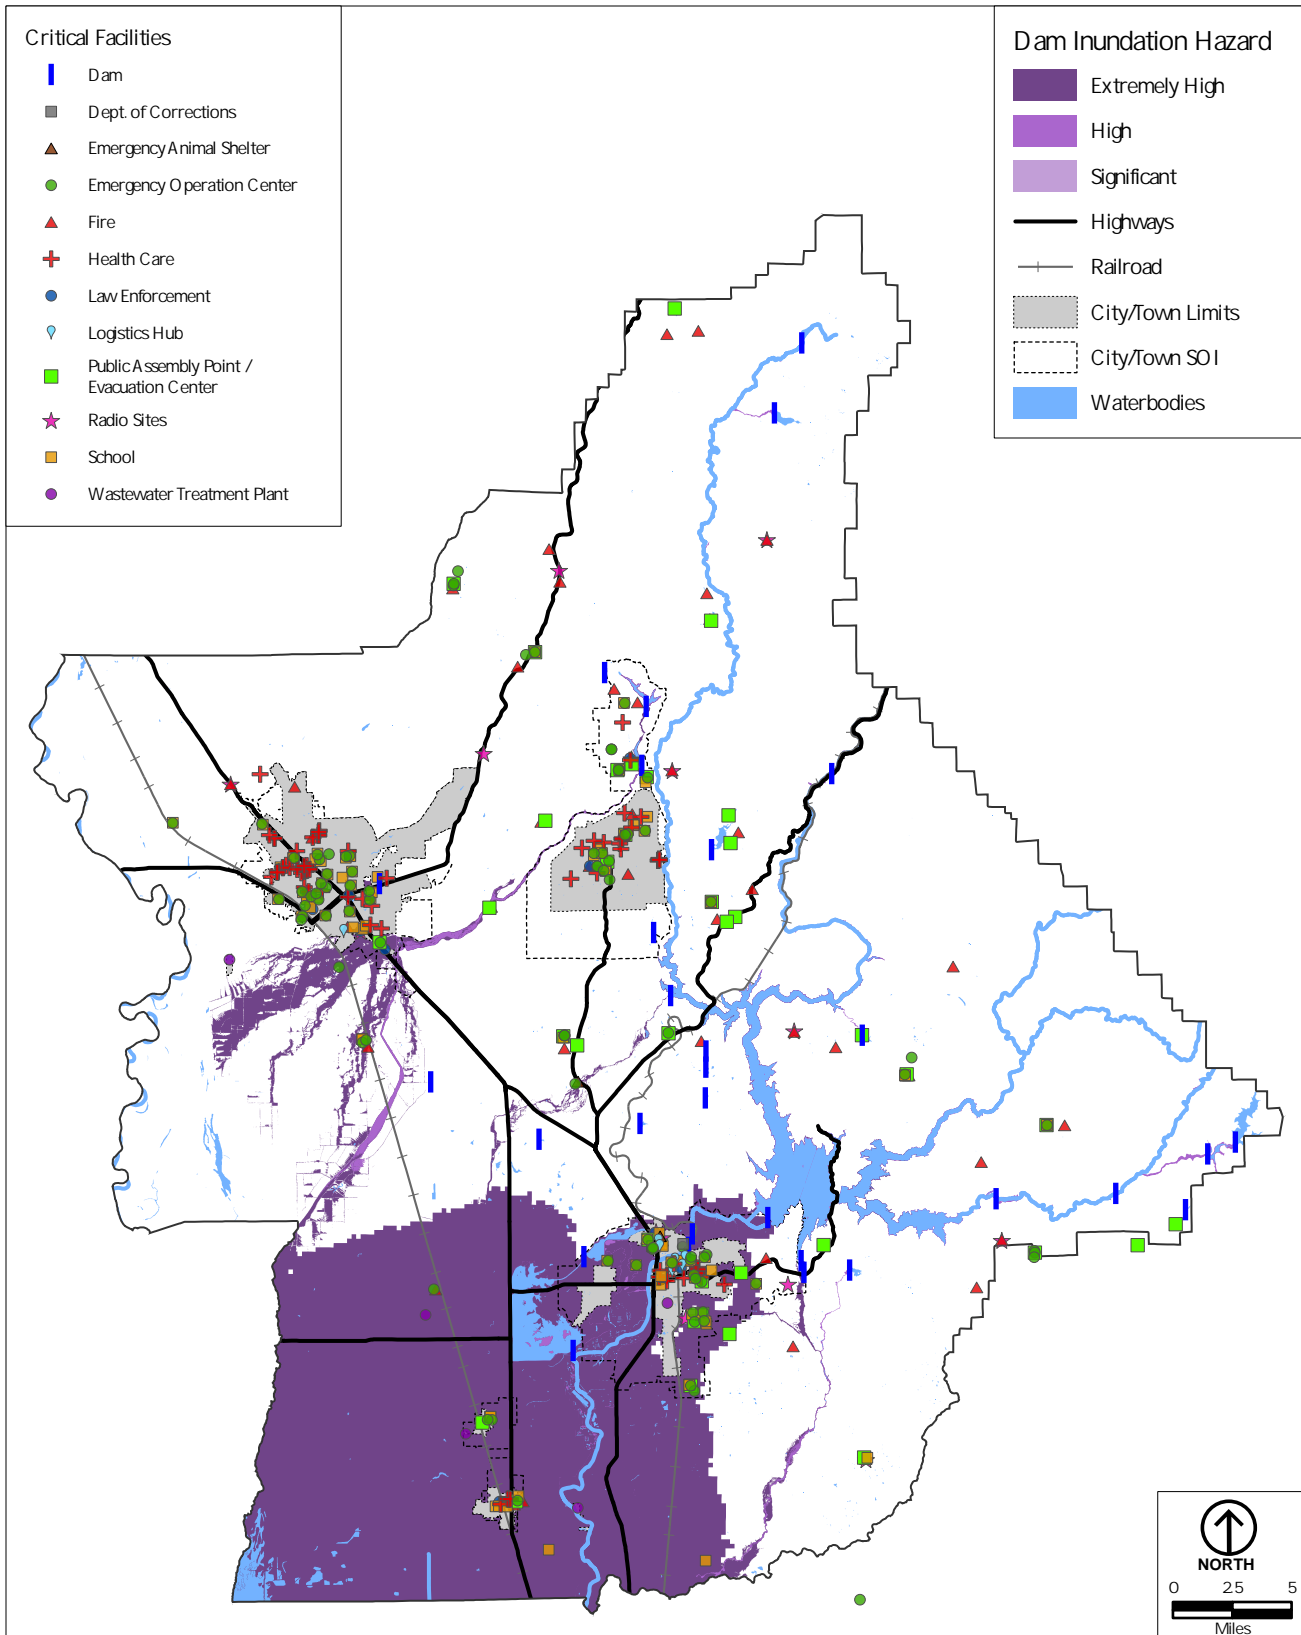 Critical Facilities
Dam
Dept. of Corrections
Emergency Animal Shelter
Emergency Operation Center
Fire
Health Care
Law Enforcement
Logistics Hub
Public Assembly Point /
Evacuation Center
Radio Sites
School
Wastewater Treatment Plant
Dam Inundation Hazard
Extremely High
High
Significant
Highways
Railroad
City/Town Limits
City/Town SOI
Waterbodies
NORTH
0 2.5 5
Miles